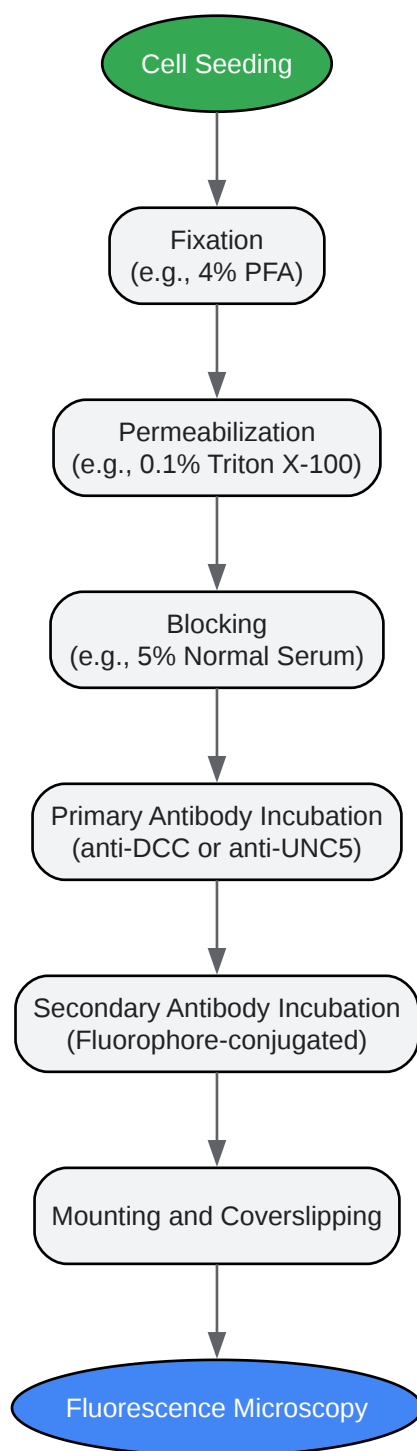 Cell Seeding
Fixation
(e.g., 4% PFA)
Permeabilization
(e.g., 0.1% Triton X-100)
Blocking
(e.g., 5% Normal Serum)
Primary Antibody Incubation
(anti-DCC or anti-UNC5)
Secondary Antibody Incubation
(Fluorophore-conjugated)
Mounting and Coverslipping
Fluorescence Microscopy